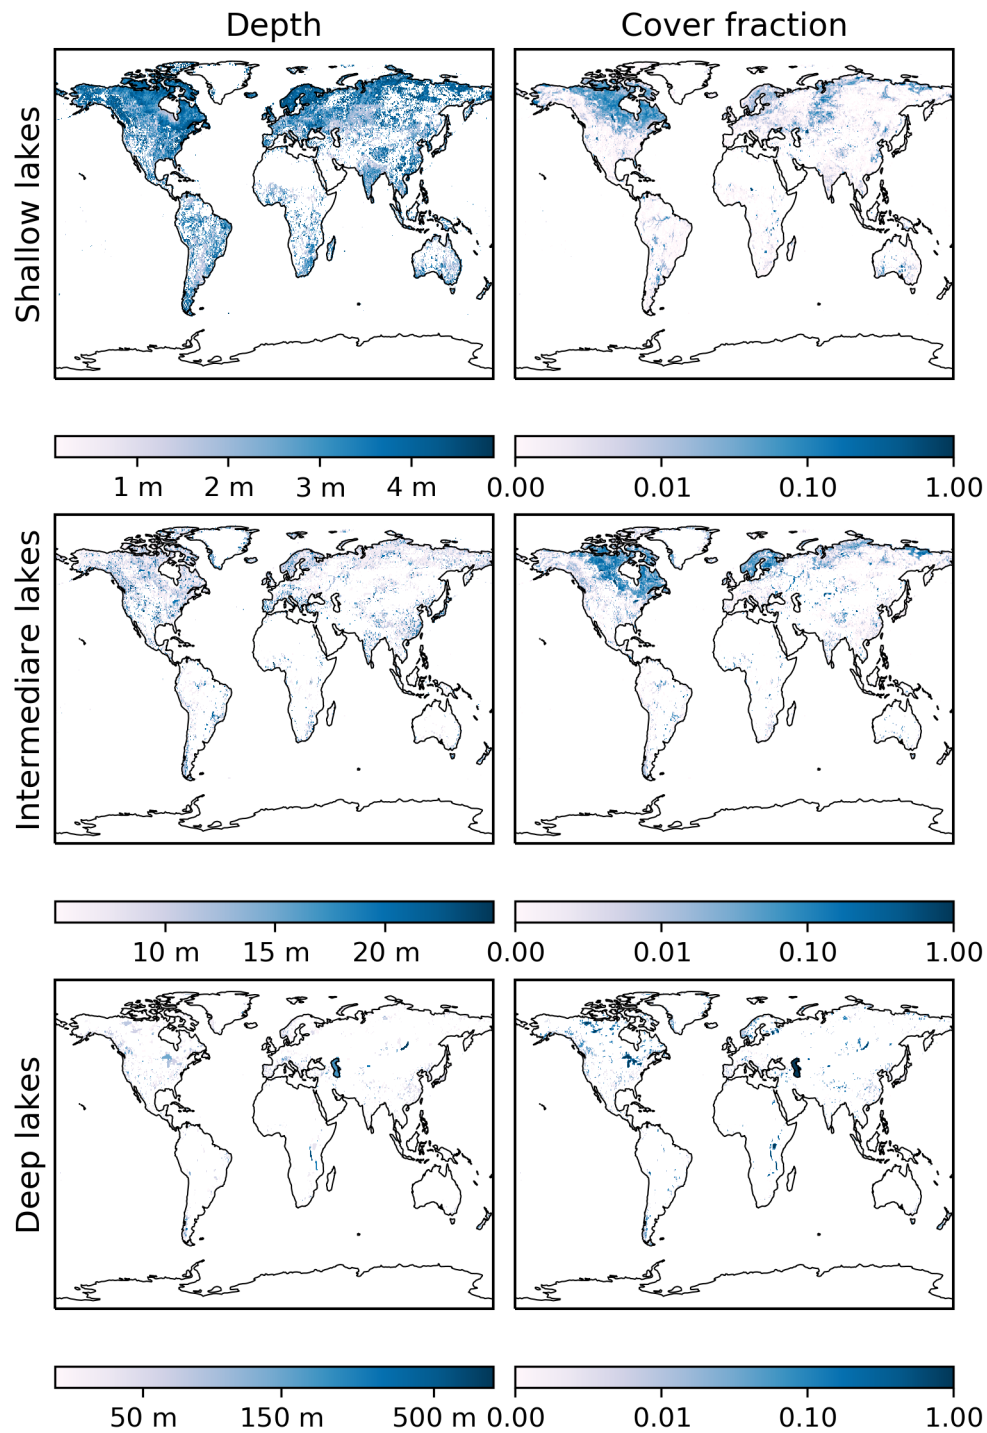 Depth
Cover fraction
Shallow lakes
1 m 2 m 3 m 4 m
0.00 0.01 0.10 1.00
Intermediare lakes
10 m 15 m 20 m
0.00 0.01 0.10 1.00
Deep lakes
50 m 150 m 500 m
0.00 0.01 0.10 1.00